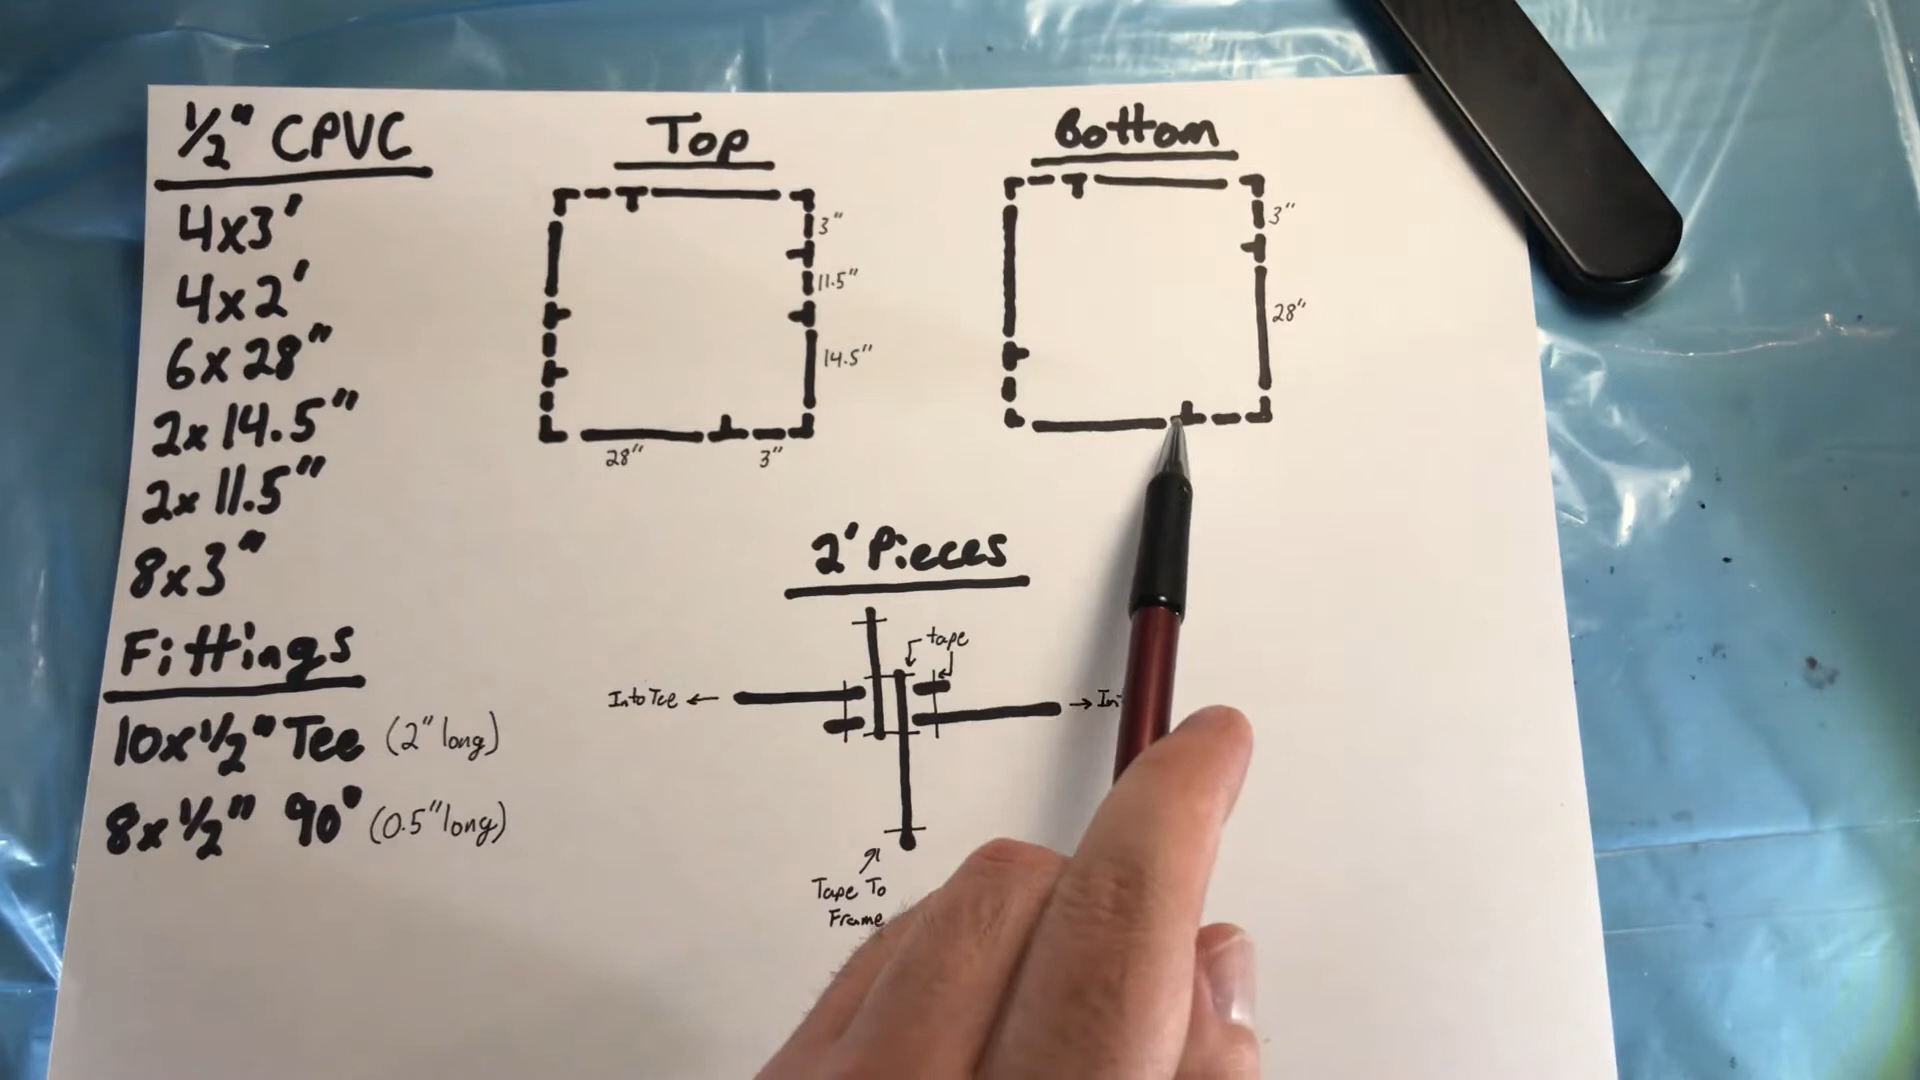 1/2" CPVC
4x3'
4x2'
6x28"
2x14.5"
2x11.5"
8x3"
Fittings
10x1/2" Tee (2" long)
8x1/2" 90° (0.5" long)
Top
3"
11.5"
14.5"
28"
3"
Bottom
3"
28"
2' Pieces
tape
Into Tee ←
→ In
Tape To
Frame